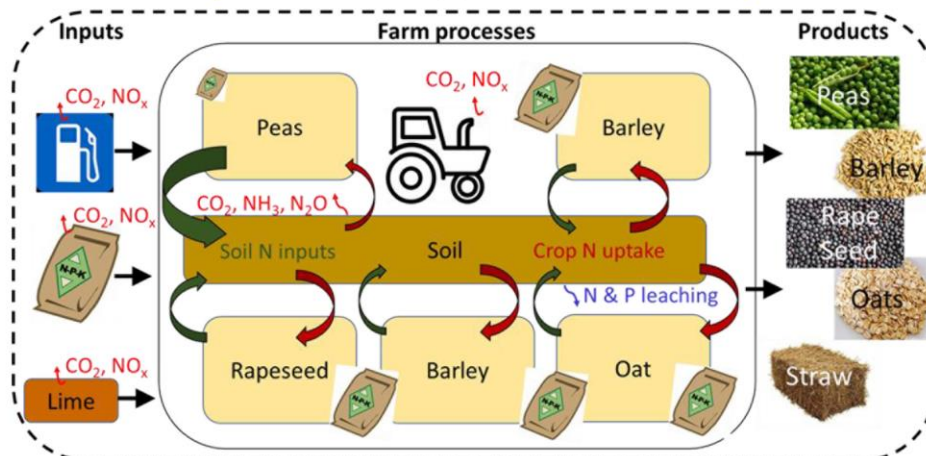 Inputs
Farm processes
Products
CO2, NOx
CO2, NOx
Peas
Barley
Peas
Barley
CO2, NOx
N-P-K
N-P-K
CO2, NH3, N2O
Soil N inputs
Soil
Crop N uptake
Rape
Seed
N-P-K
N & P leaching
Oats
CO2, NOx
Lime
Rapeseed
Barley
Oat
Straw
N-P-K
N-P-K
N-P-K